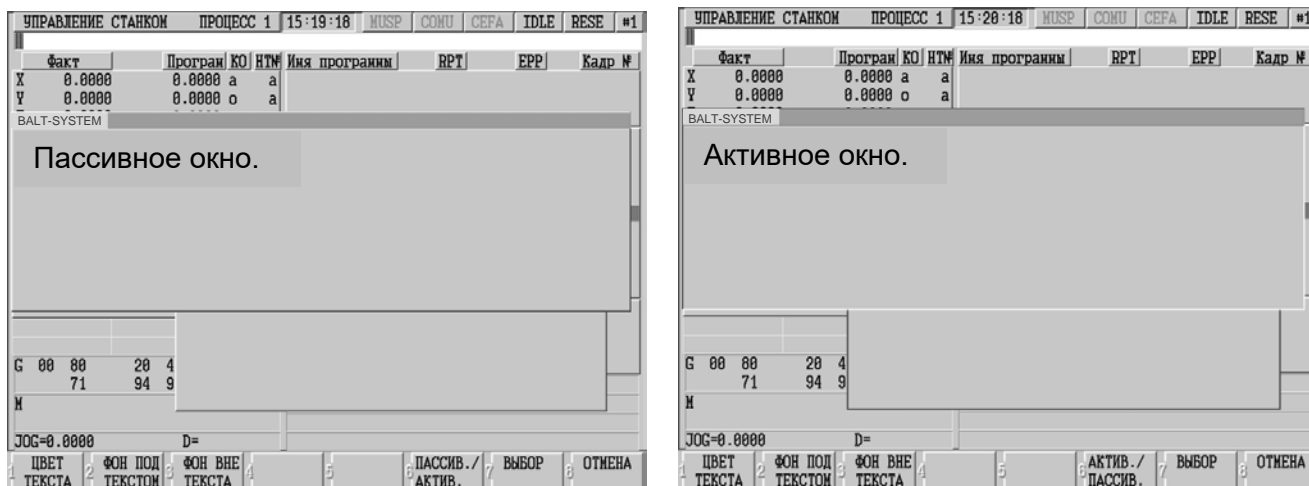 УПРАВЛЕНИЕ СТАНКОМ ПРОЦЕСС 1 15:19:18 MUSP COMU CEFA IDLE RESE #1
Факт Програм КО НТ№ Имя программы RPT EPP Кадр №
X 0.0000 0.0000 a a
Y 0.0000 0.0000 o a
BALT-SYSTEM
Пассивное окно.
G 00 80 20 4
71 94 9
M
JOG=0.0000 D=
1 ЦВЕТ ТЕКСТА 2 ФОН ПОД ТЕКСТОМ 3 ФОН ВНЕ ТЕКСТА 4 5 6 ПАССИВ./ АКТИВ. 7 ВЫБОР 8 ОТМЕНА
УПРАВЛЕНИЕ СТАНКОМ ПРОЦЕСС 1 15:20:18 MUSP COMU CEFA IDLE RESE #1
Факт Програм КО НТ№ Имя программы RPT EPP Кадр №
X 0.0000 0.0000 a a
Y 0.0000 0.0000 o a
BALT-SYSTEM
Активное окно.
G 00 80 20 4
71 94 9
M
JOG=0.0000 D=
1 ЦВЕТ ТЕКСТА 2 ФОН ПОД ТЕКСТОМ 3 ФОН ВНЕ ТЕКСТА 4 5 6 АКТИВ./ ПАССИВ. 7 ВЫБОР 8 ОТМЕНА